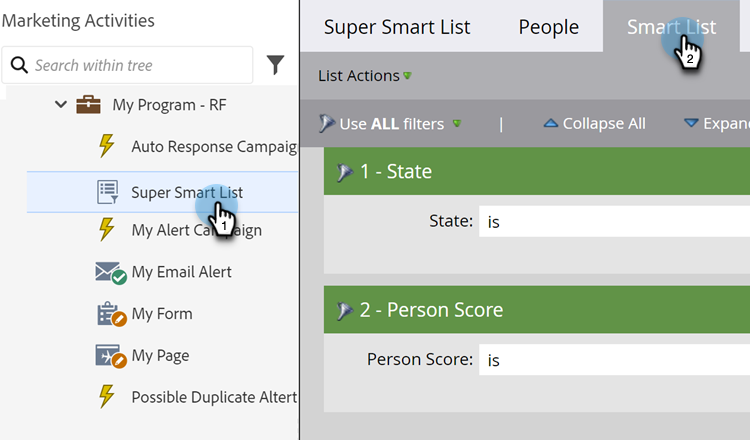 Marketing Activities
Search within tree
My Program - RF
Auto Response Campaig
Super Smart List
1
My Alert Campaign
My Email Alert
My Form
My Page
Possible Duplicate Altert
Super Smart List People Smart List
2
List Actions
Use ALL filters | Collapse All Expan
1 - State
State: is
2 - Person Score
Person Score: is